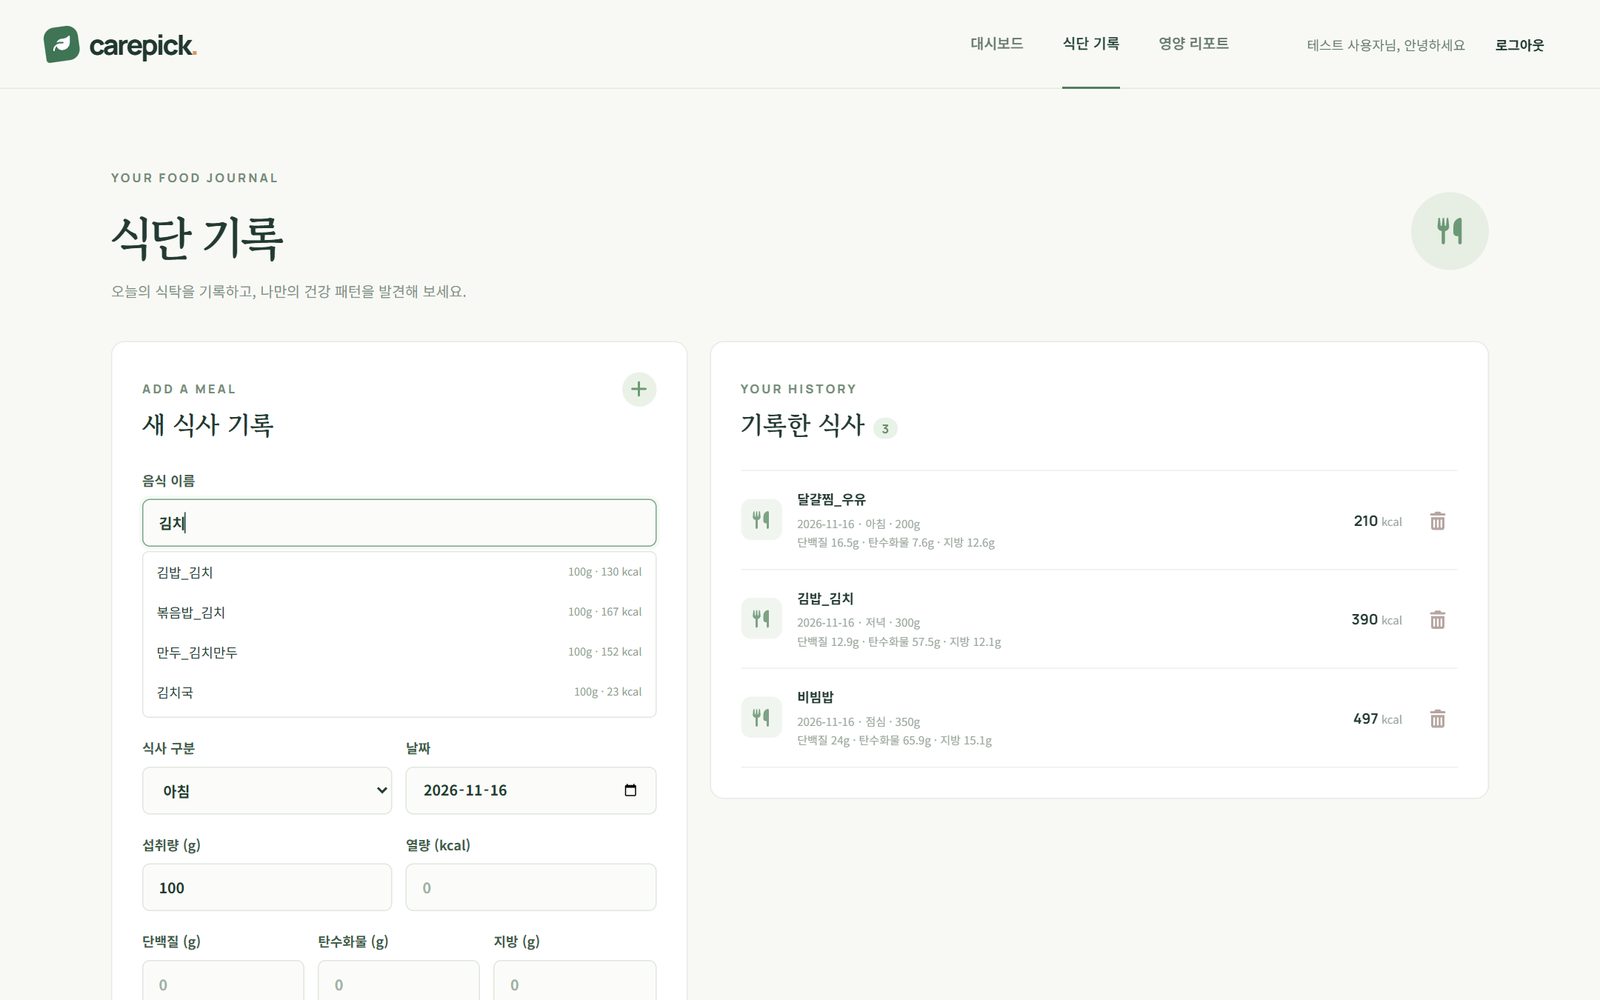 carepick.
대시보드
식단 기록
영양 리포트
테스트 사용자님, 안녕하세요
로그아웃
YOUR FOOD JOURNAL
식단 기록
오늘의 식탁을 기록하고, 나만의 건강 패턴을 발견해 보세요.
ADD A MEAL
새 식사 기록
음식 이름
김치
김밥_김치
100g · 130 kcal
볶음밥_김치
100g · 167 kcal
만두_김치만두
100g · 152 kcal
김치국
100g · 23 kcal
식사 구분
날짜
아침
2026-11-16
섭취량 (g)
열량 (kcal)
100
0
단백질 (g)
탄수화물 (g)
지방 (g)
0
0
0
YOUR HISTORY
기록한 식사 3
달걀찜_우유
2026-11-16 · 아침 · 200g
단백질 16.5g · 탄수화물 7.6g · 지방 12.6g
210 kcal
김밥_김치
2026-11-16 · 저녁 · 300g
단백질 12.9g · 탄수화물 57.5g · 지방 12.1g
390 kcal
비빔밥
2026-11-16 · 점심 · 350g
단백질 24g · 탄수화물 65.9g · 지방 15.1g
497 kcal